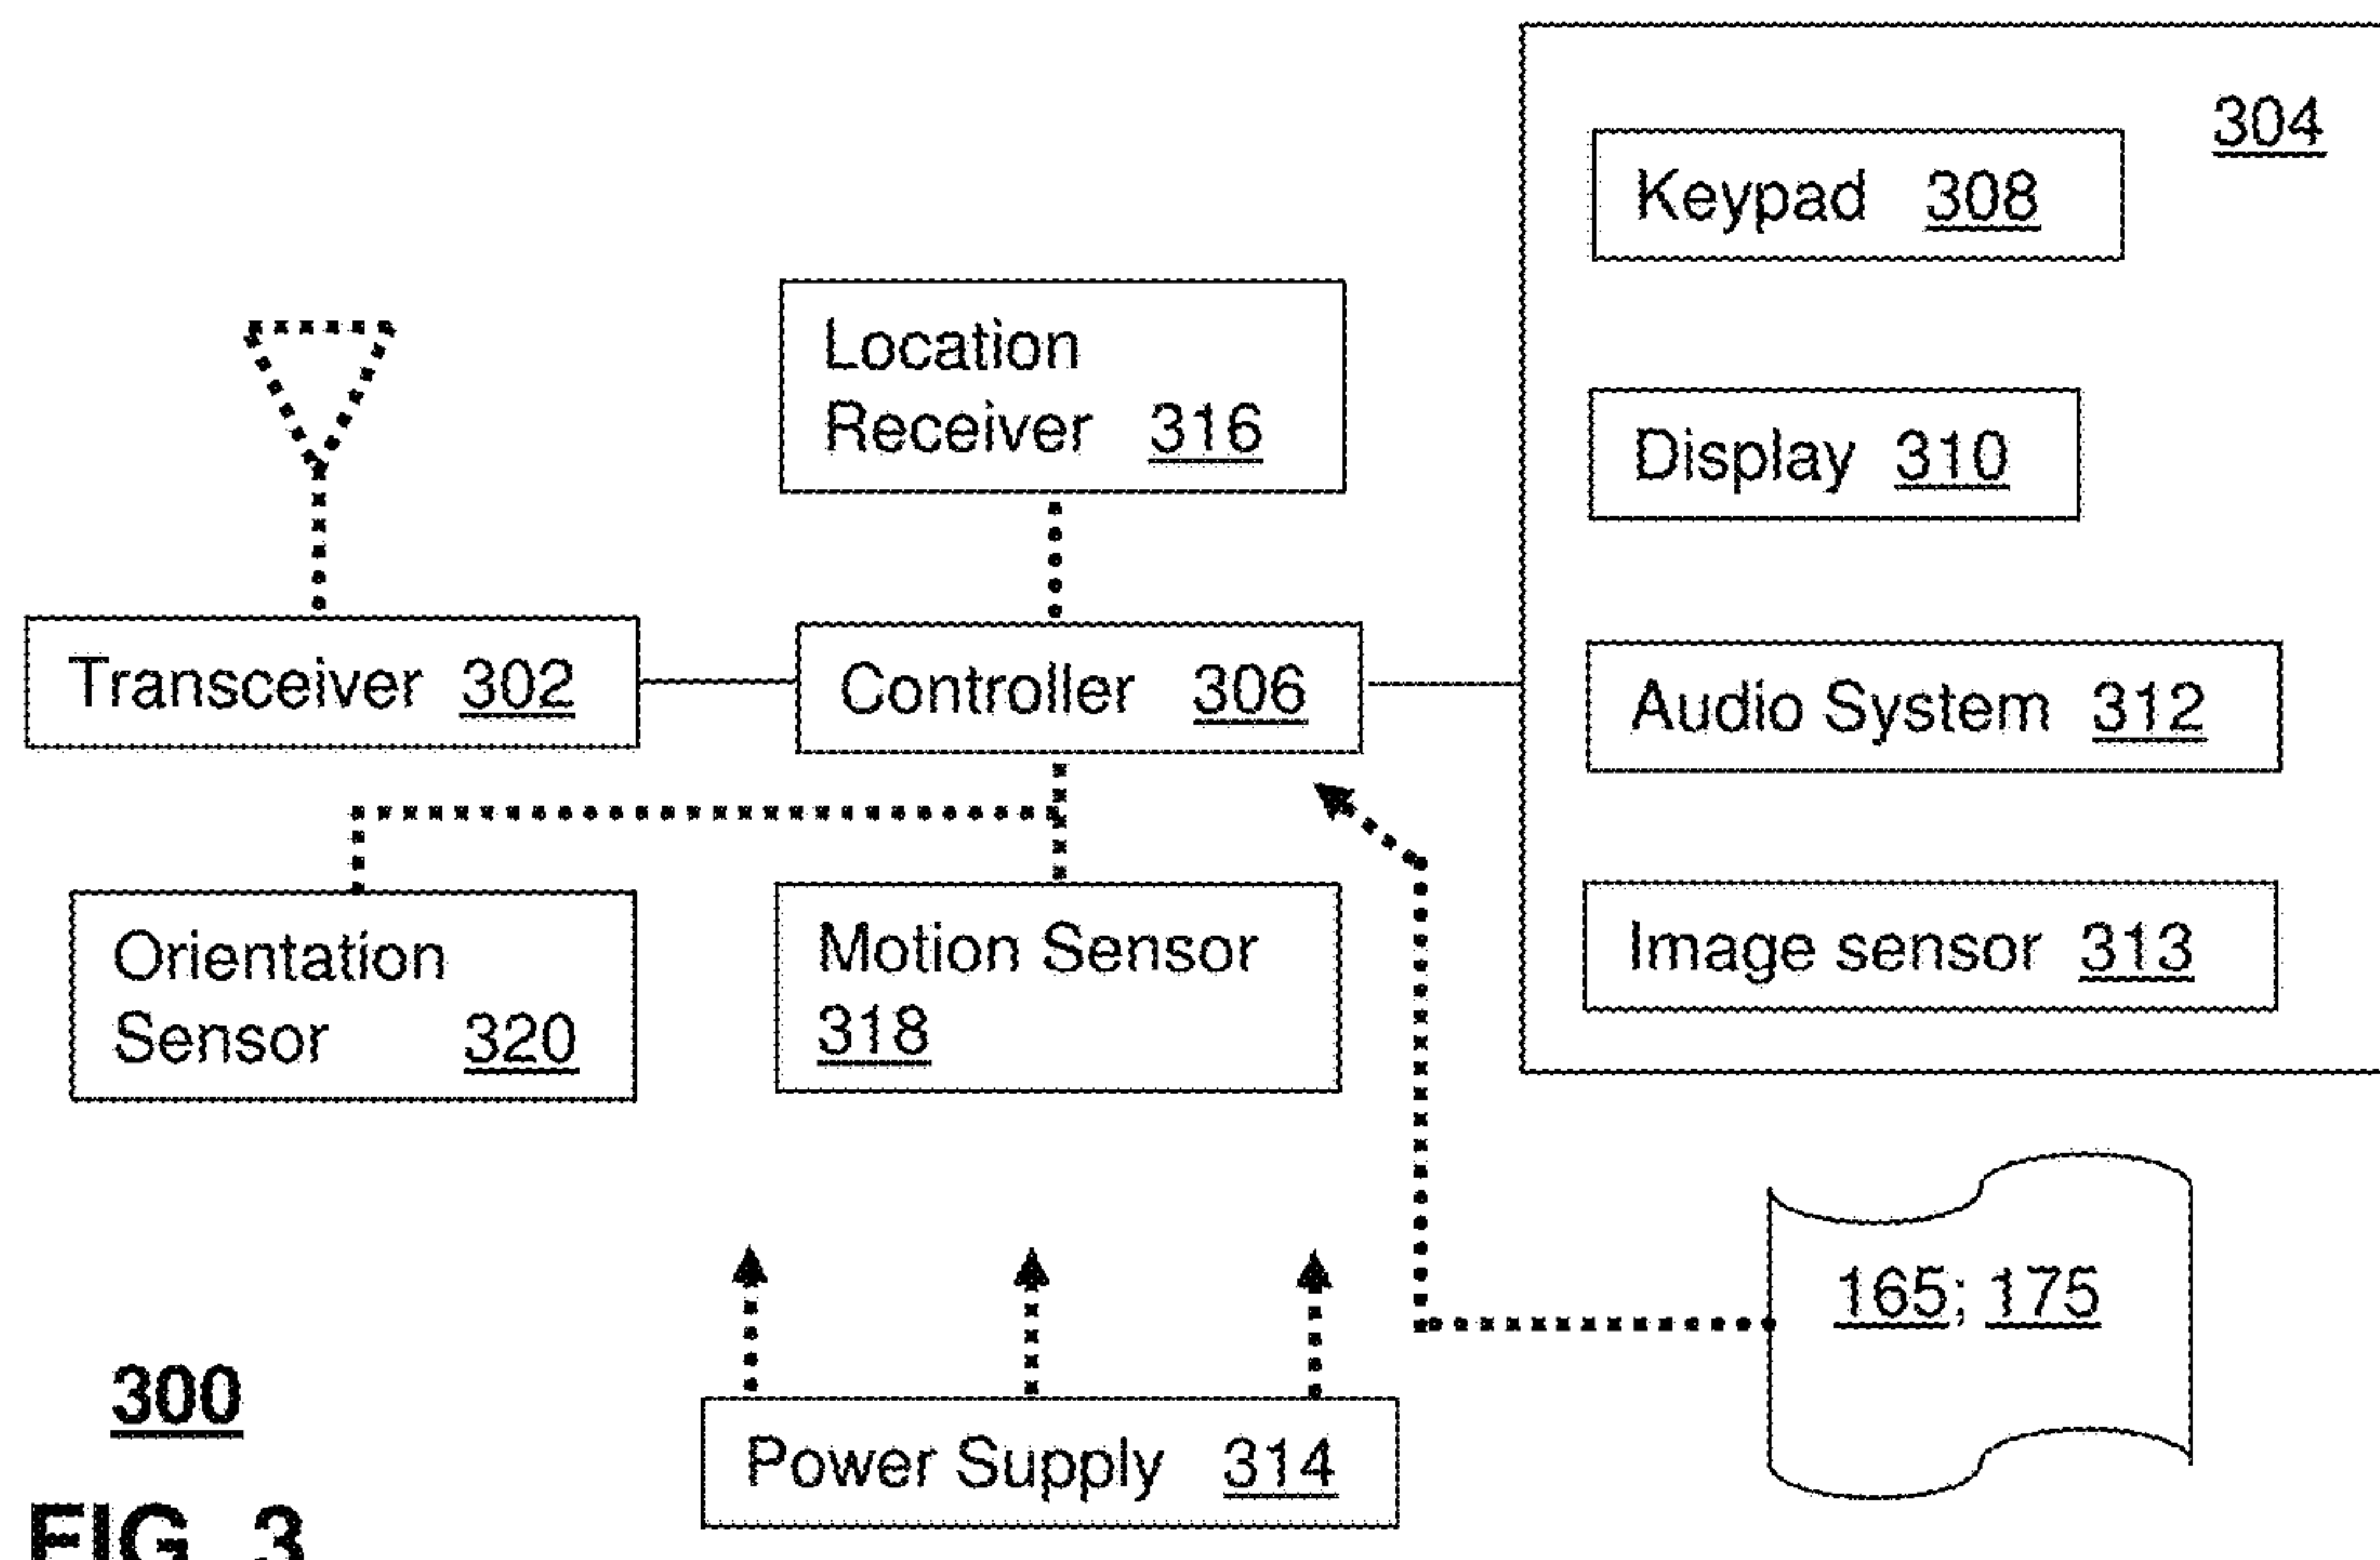 304
Keypad 308
Location
Receiver 316
Display 310
Transceiver 302
Controller 306
Audio System 312
Orientation
Sensor 320
Motion Sensor
318
Image sensor 313
165; 175
300
Power Supply 314
FIG. 3